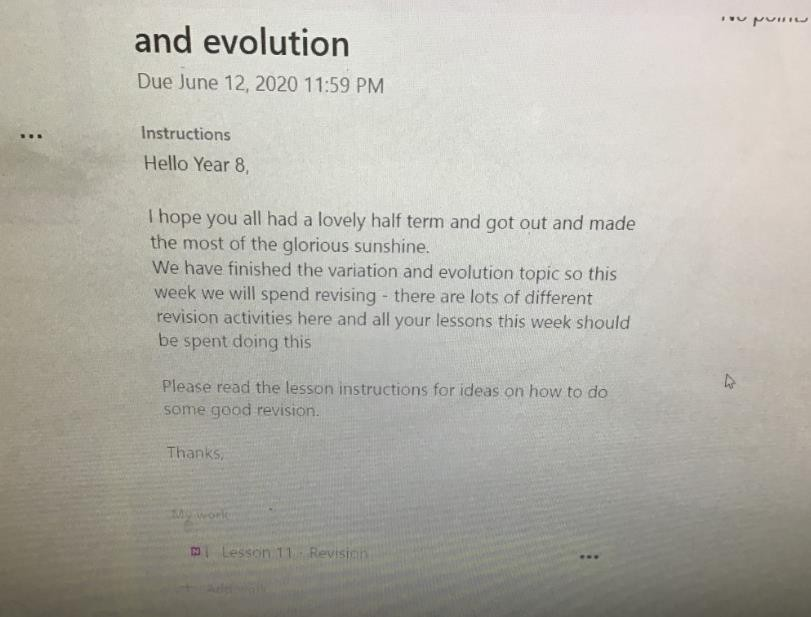 No points
and evolution
Due June 12, 2020 11:59 PM
Instructions
Hello Year 8,
I hope you all had a lovely half term and got out and made
the most of the glorious sunshine.
We have finished the variation and evolution topic so this
week we will spend revising - there are lots of different
revision activities here and all your lessons this week should
be spent doing this
Please read the lesson instructions for ideas on how to do
some good revision.
Thanks,
My work
Lesson 11 - Revision
+ Add work